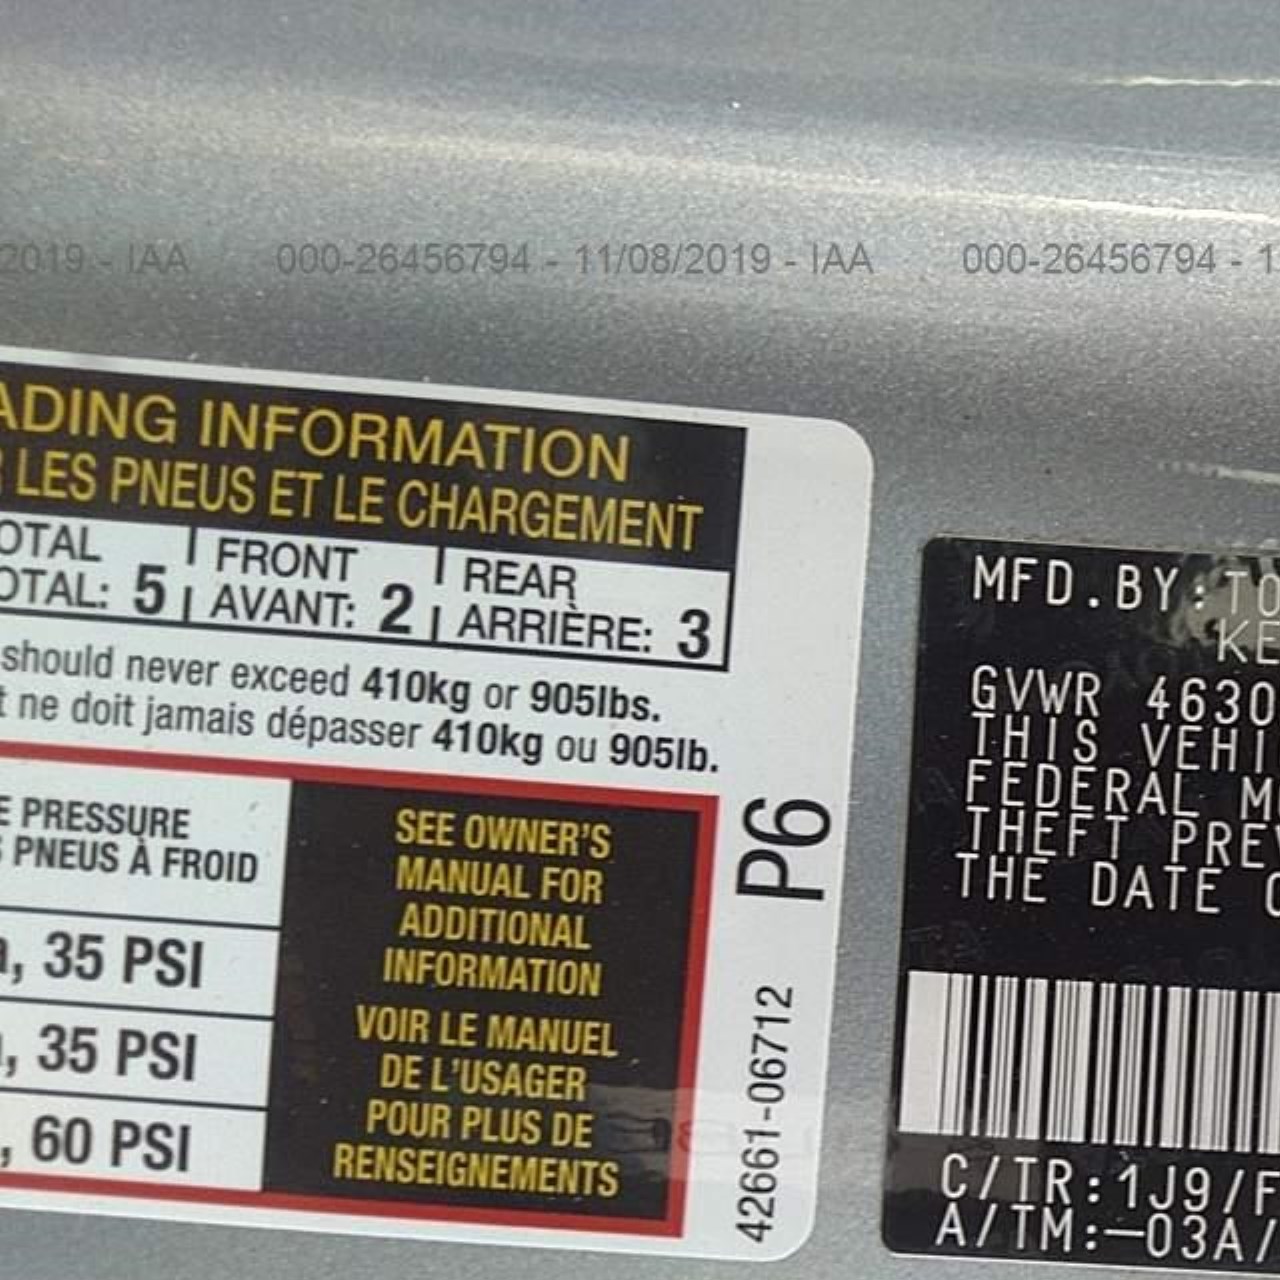 2019 - IAA 000-26456794 - 11/08/2019 - IAA 000-26456794 - 1
ADING INFORMATION
R LES PNEUS ET LE CHARGEMENT
OTAL FRONT REAR
OTAL: 5 AVANT: 2 ARRIÈRE: 3
should never exceed 410kg or 905lbs.
t ne doit jamais dépasser 410kg ou 905lb.
E PRESSURE
S PNEUS À FROID
a, 35 PSI
, 35 PSI
, 60 PSI
SEE OWNER'S
MANUAL FOR
ADDITIONAL
INFORMATION
VOIR LE MANUEL
DE L'USAGER
POUR PLUS DE
RENSEIGNEMENTS
P6
42661-06712
MFD.BY:TO
KE
GVWR 4630
THIS VEHI
FEDERAL M
THEFT PREV
THE DATE O
C/TR:1J9/F
A/TM:-03A/